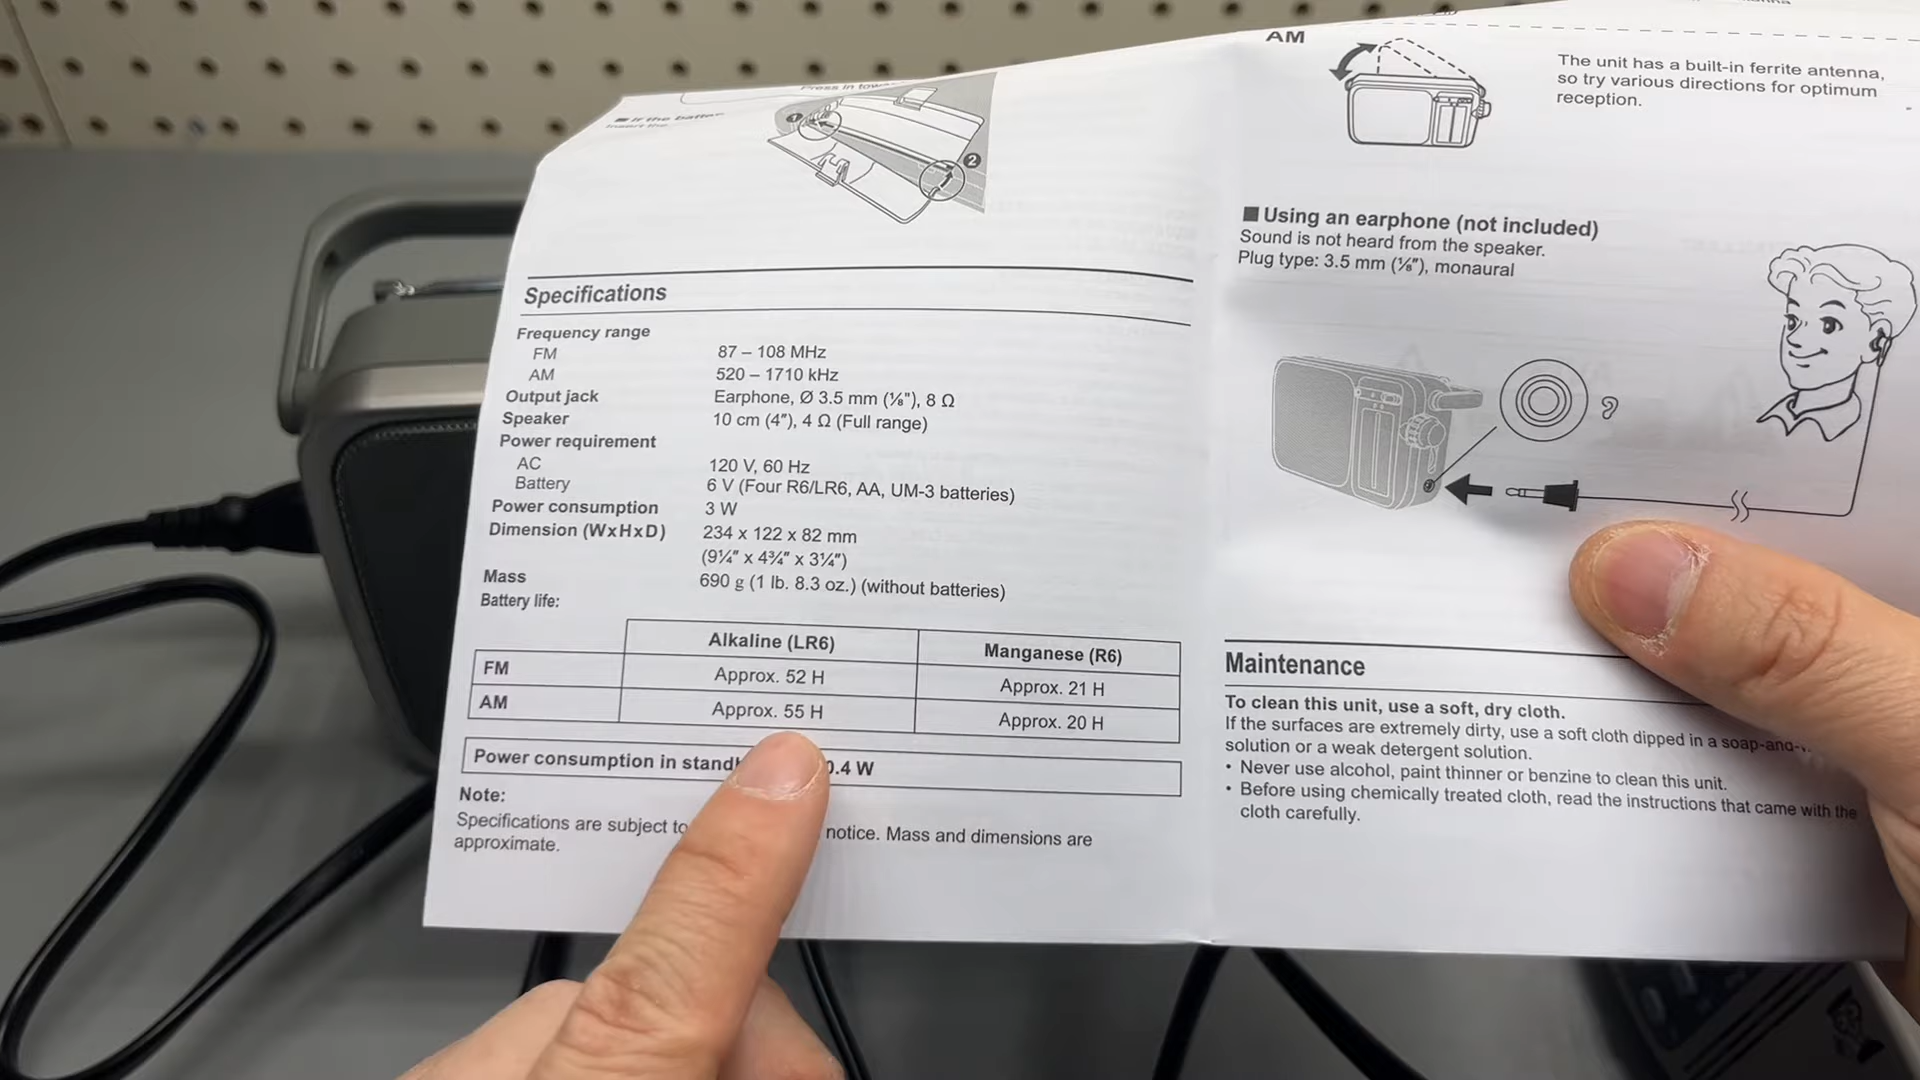 Press in
■ If the
1
2
Specifications
Frequency range
FM 87 – 108 MHz
AM 520 – 1710 kHz
Output jack Earphone, Ø 3.5 mm (⅛"), 8 Ω
Speaker 10 cm (4″), 4 Ω (Full range)
Power requirement
AC 120 V, 60 Hz
Battery 6 V (Four R6/LR6, AA, UM-3 batteries)
Power consumption 3 W
Dimension (WxHxD) 234 x 122 x 82 mm
(9¼″ x 4¾″ x 3¼″)
Mass 690 g (1 lb. 8.3 oz.) (without batteries)
Battery life:
Alkaline (LR6) Manganese (R6)
FM Approx. 52 H Approx. 21 H
AM Approx. 55 H Approx. 20 H
Power consumption in 0.4 W
Note:
Specifications are subject to notice. Mass and dimensions are
approximate.
AM
The unit has a built-in ferrite antenna,
so try various directions for optimum
reception.
■ Using an earphone (not included)
Sound is not heard from the speaker.
Plug type: 3.5 mm (⅛″), monaural
Maintenance
To clean this unit, use a soft, dry cloth.
If the surfaces are extremely dirty, use a soft cloth dipped in a
solution or a weak detergent solution.
• Never use alcohol, paint thinner or benzine to clean this unit.
• Before using chemically treated cloth, read the instructions that came with the
cloth carefully.